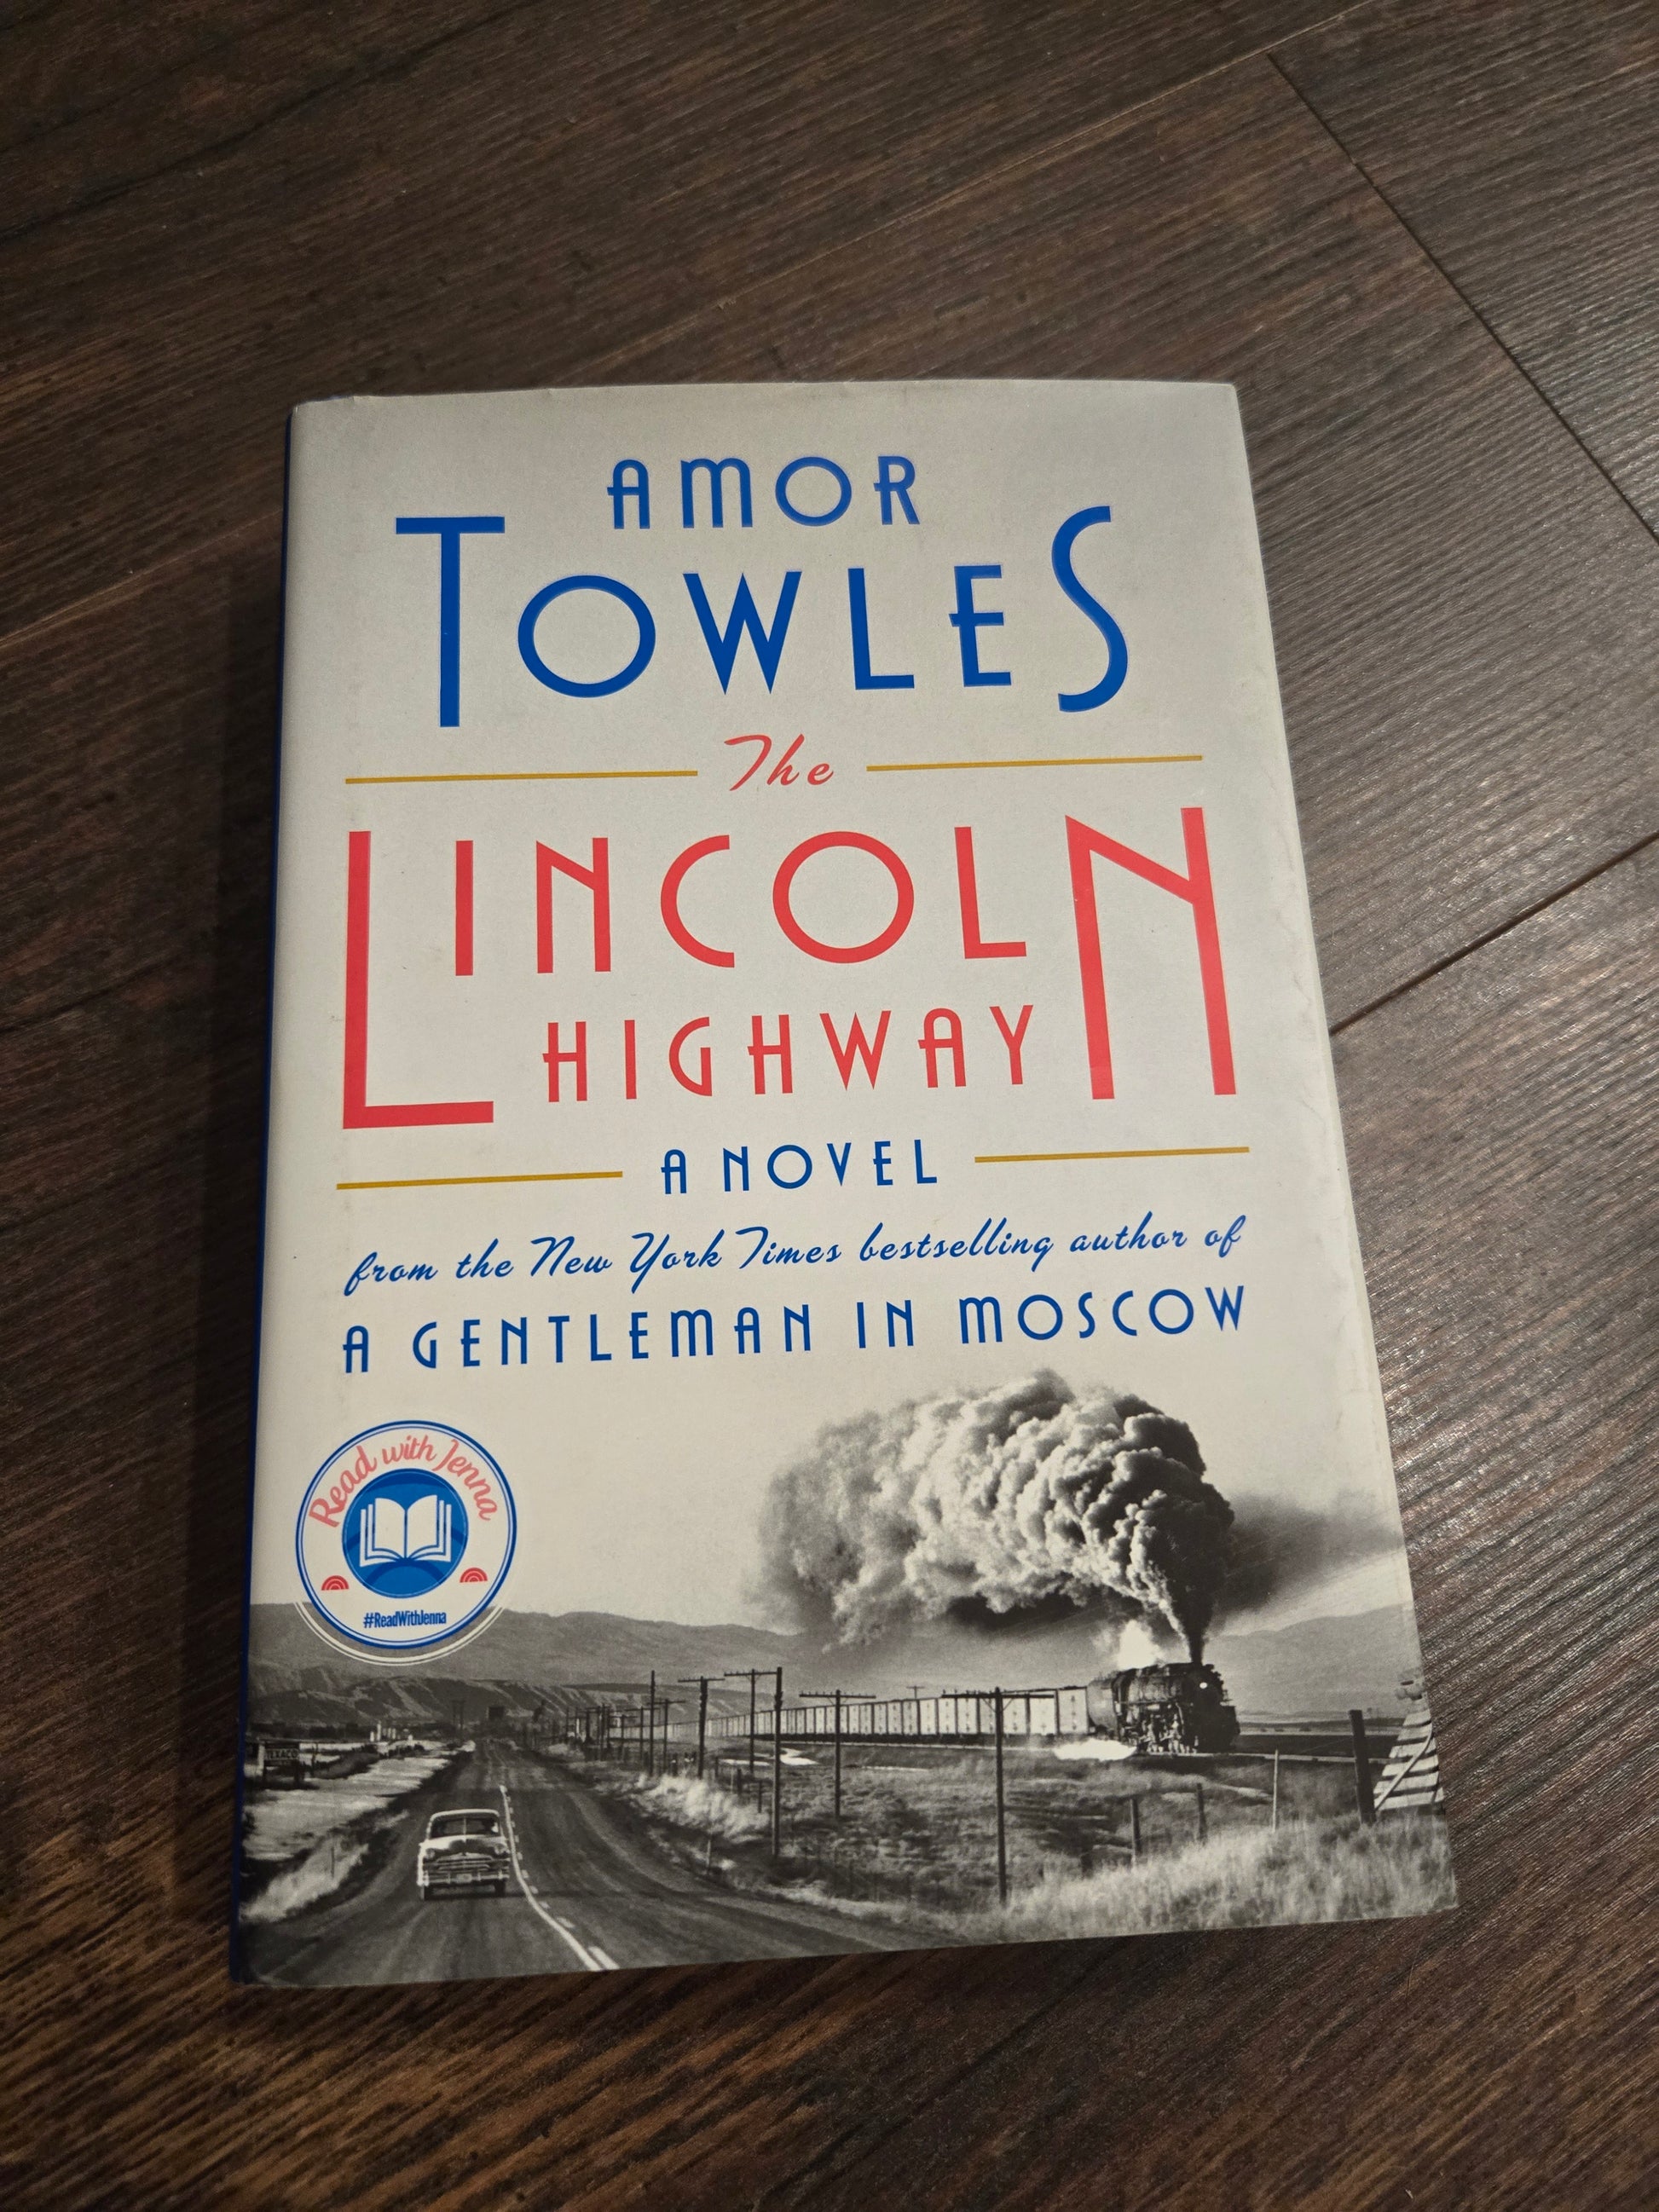 AMOR
TOWLES
The
LINCOLN
HIGHWAY
A NOVEL
from the New York Times bestselling author of
A GENTLEMAN IN MOSCOW
Read with Jenna
#ReadWithJenna
TEXACO